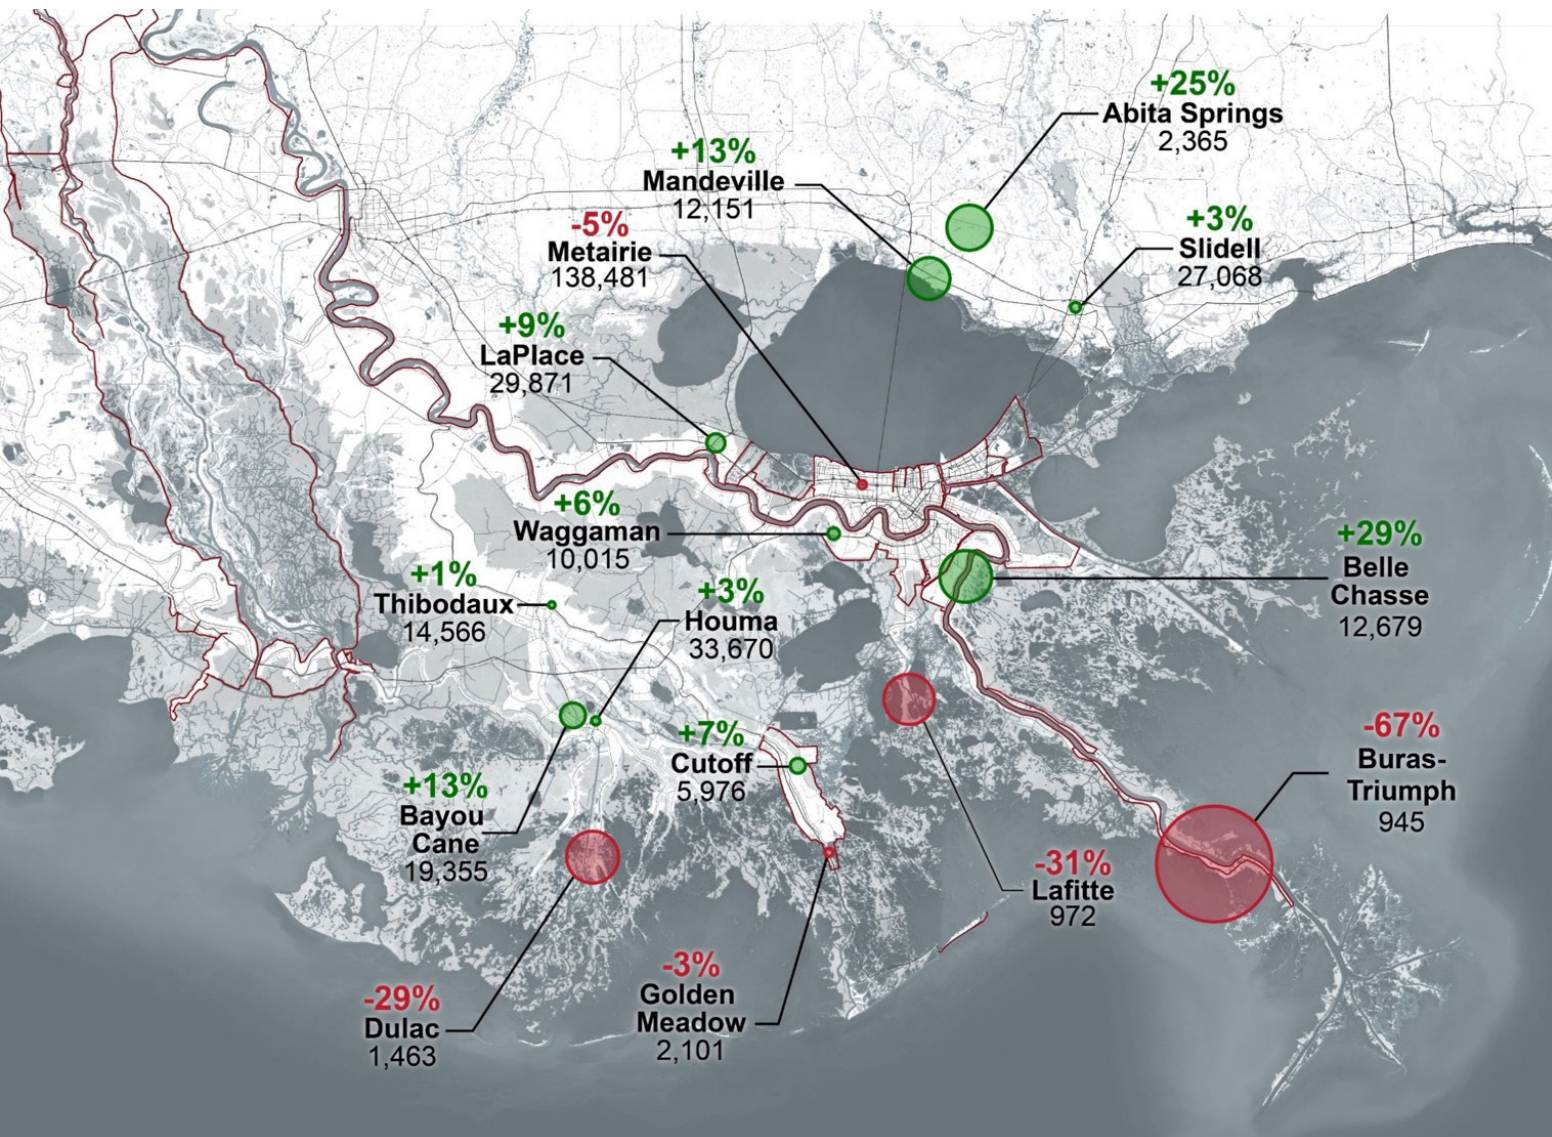 +25%
Abita Springs
2,365
+13%
Mandeville
12,151
-5%
Metairie
138,481
+3%
Slidell
27,068
+9%
LaPlace
29,871
+6%
Waggaman
10,015
+29%
Belle
Chasse
12,679
+1%
Thibodaux
14,566
+3%
Houma
33,670
-67%
Buras-
Triumph
945
+7%
Cutoff
5,976
+13%
Bayou
Cane
19,355
-31%
Lafitte
972
-29%
Dulac
1,463
-3%
Golden
Meadow
2,101